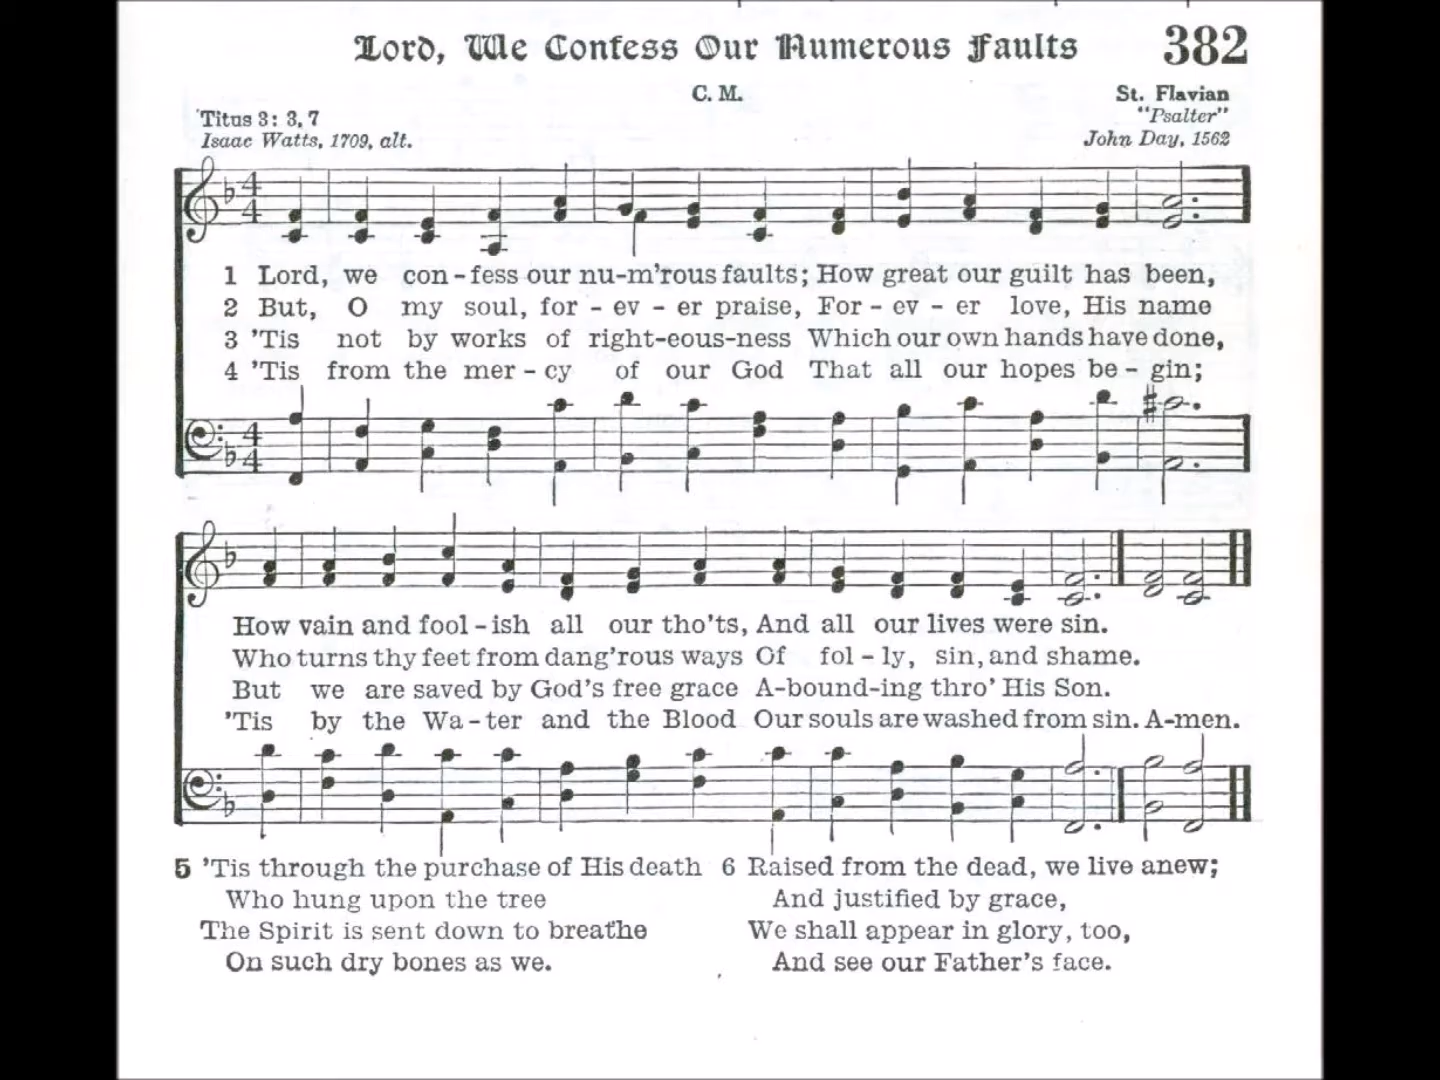 Lord, We Confess Our Numerous Faults 382
C. M.
St. Flavian
Titus 3: 3, 7
"Psalter"
Isaac Watts, 1709, alt.
John Day, 1562
1 Lord, we con - fess our nu-m'rous faults; How great our guilt has been,
2 But, O my soul, for - ev - er praise, For - ev - er love, His name
3 'Tis not by works of right-eous-ness Which our own hands have done,
4 'Tis from the mer - cy of our God That all our hopes be - gin;
How vain and fool - ish all our tho'ts, And all our lives were sin.
Who turns thy feet from dang'rous ways Of fol - ly, sin, and shame.
But we are saved by God's free grace A-bound-ing thro' His Son.
'Tis by the Wa - ter and the Blood Our souls are washed from sin. A-men.
5 'Tis through the purchase of His death
Who hung upon the tree
The Spirit is sent down to breathe
On such dry bones as we.
6 Raised from the dead, we live anew;
And justified by grace,
We shall appear in glory, too,
And see our Father's face.